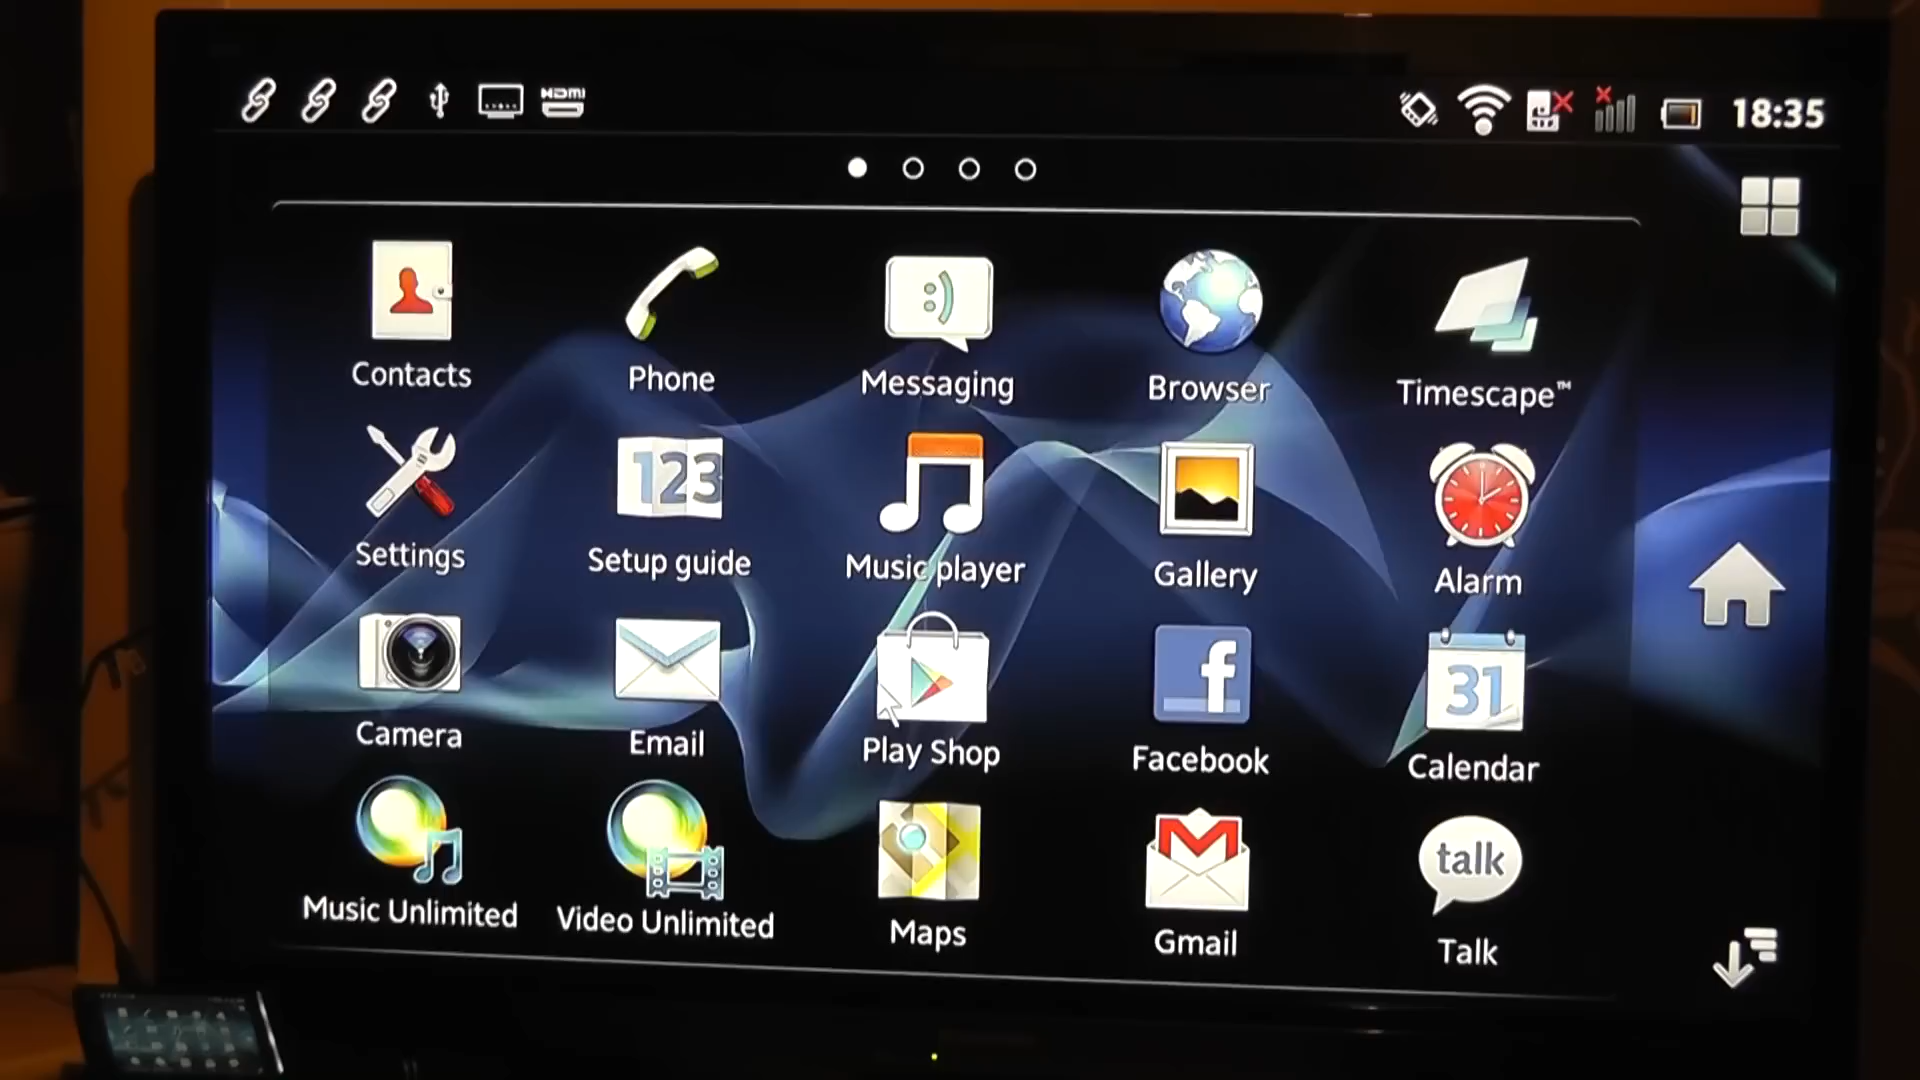 HDMI 18:35
Contacts Phone Messaging Browser Timescape™
123
Settings Setup guide Music player Gallery Alarm
f 31
Camera Email Play Shop Facebook Calendar
talk
Music Unlimited Video Unlimited Maps Gmail Talk